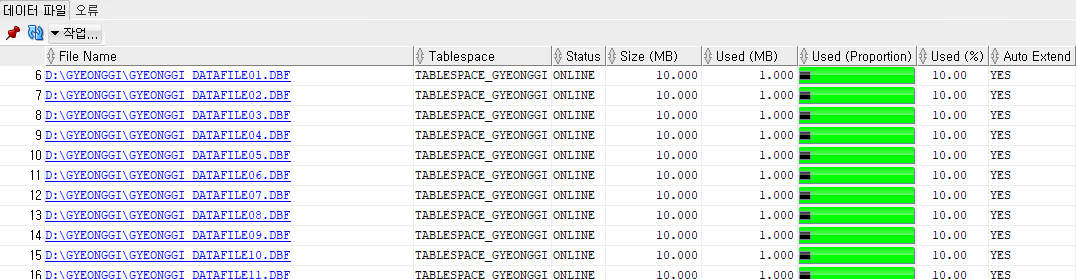 데이터 파일 오류
작업...
File Name Tablespace Status Size (MB) Used (MB) Used (Proportion) Used (%) Auto Extend
6 D:\GYEONGGI\GYEONGGI_DATAFILE01.DBF TABLESPACE_GYEONGGI ONLINE 10.000 1.000 10.00 YES
7 D:\GYEONGGI\GYEONGGI_DATAFILE02.DBF TABLESPACE_GYEONGGI ONLINE 10.000 1.000 10.00 YES
8 D:\GYEONGGI\GYEONGGI_DATAFILE03.DBF TABLESPACE_GYEONGGI ONLINE 10.000 1.000 10.00 YES
9 D:\GYEONGGI\GYEONGGI_DATAFILE04.DBF TABLESPACE_GYEONGGI ONLINE 10.000 1.000 10.00 YES
10 D:\GYEONGGI\GYEONGGI_DATAFILE05.DBF TABLESPACE_GYEONGGI ONLINE 10.000 1.000 10.00 YES
11 D:\GYEONGGI\GYEONGGI_DATAFILE06.DBF TABLESPACE_GYEONGGI ONLINE 10.000 1.000 10.00 YES
12 D:\GYEONGGI\GYEONGGI_DATAFILE07.DBF TABLESPACE_GYEONGGI ONLINE 10.000 1.000 10.00 YES
13 D:\GYEONGGI\GYEONGGI_DATAFILE08.DBF TABLESPACE_GYEONGGI ONLINE 10.000 1.000 10.00 YES
14 D:\GYEONGGI\GYEONGGI_DATAFILE09.DBF TABLESPACE_GYEONGGI ONLINE 10.000 1.000 10.00 YES
15 D:\GYEONGGI\GYEONGGI_DATAFILE10.DBF TABLESPACE_GYEONGGI ONLINE 10.000 1.000 10.00 YES
16 D:\GYEONGGI\GYEONGGI_DATAFILE11.DBF TABLESPACE_GYEONGGI ONLINE 10.000 1.000 10.00 YES